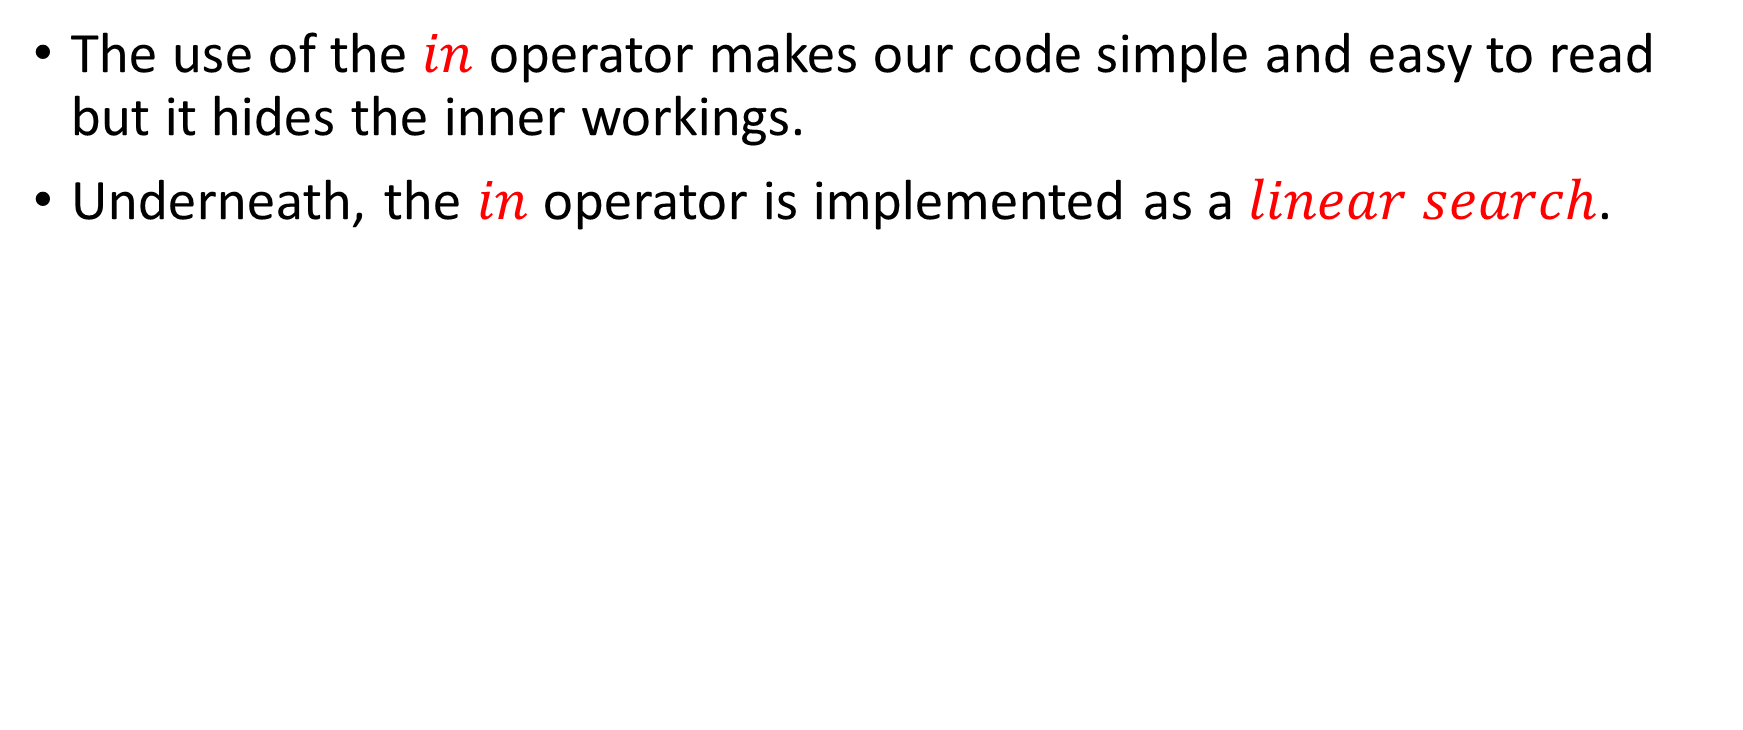 • The use of the in operator makes our code simple and easy to read
but it hides the inner workings.
• Underneath, the in operator is implemented as a linear search.